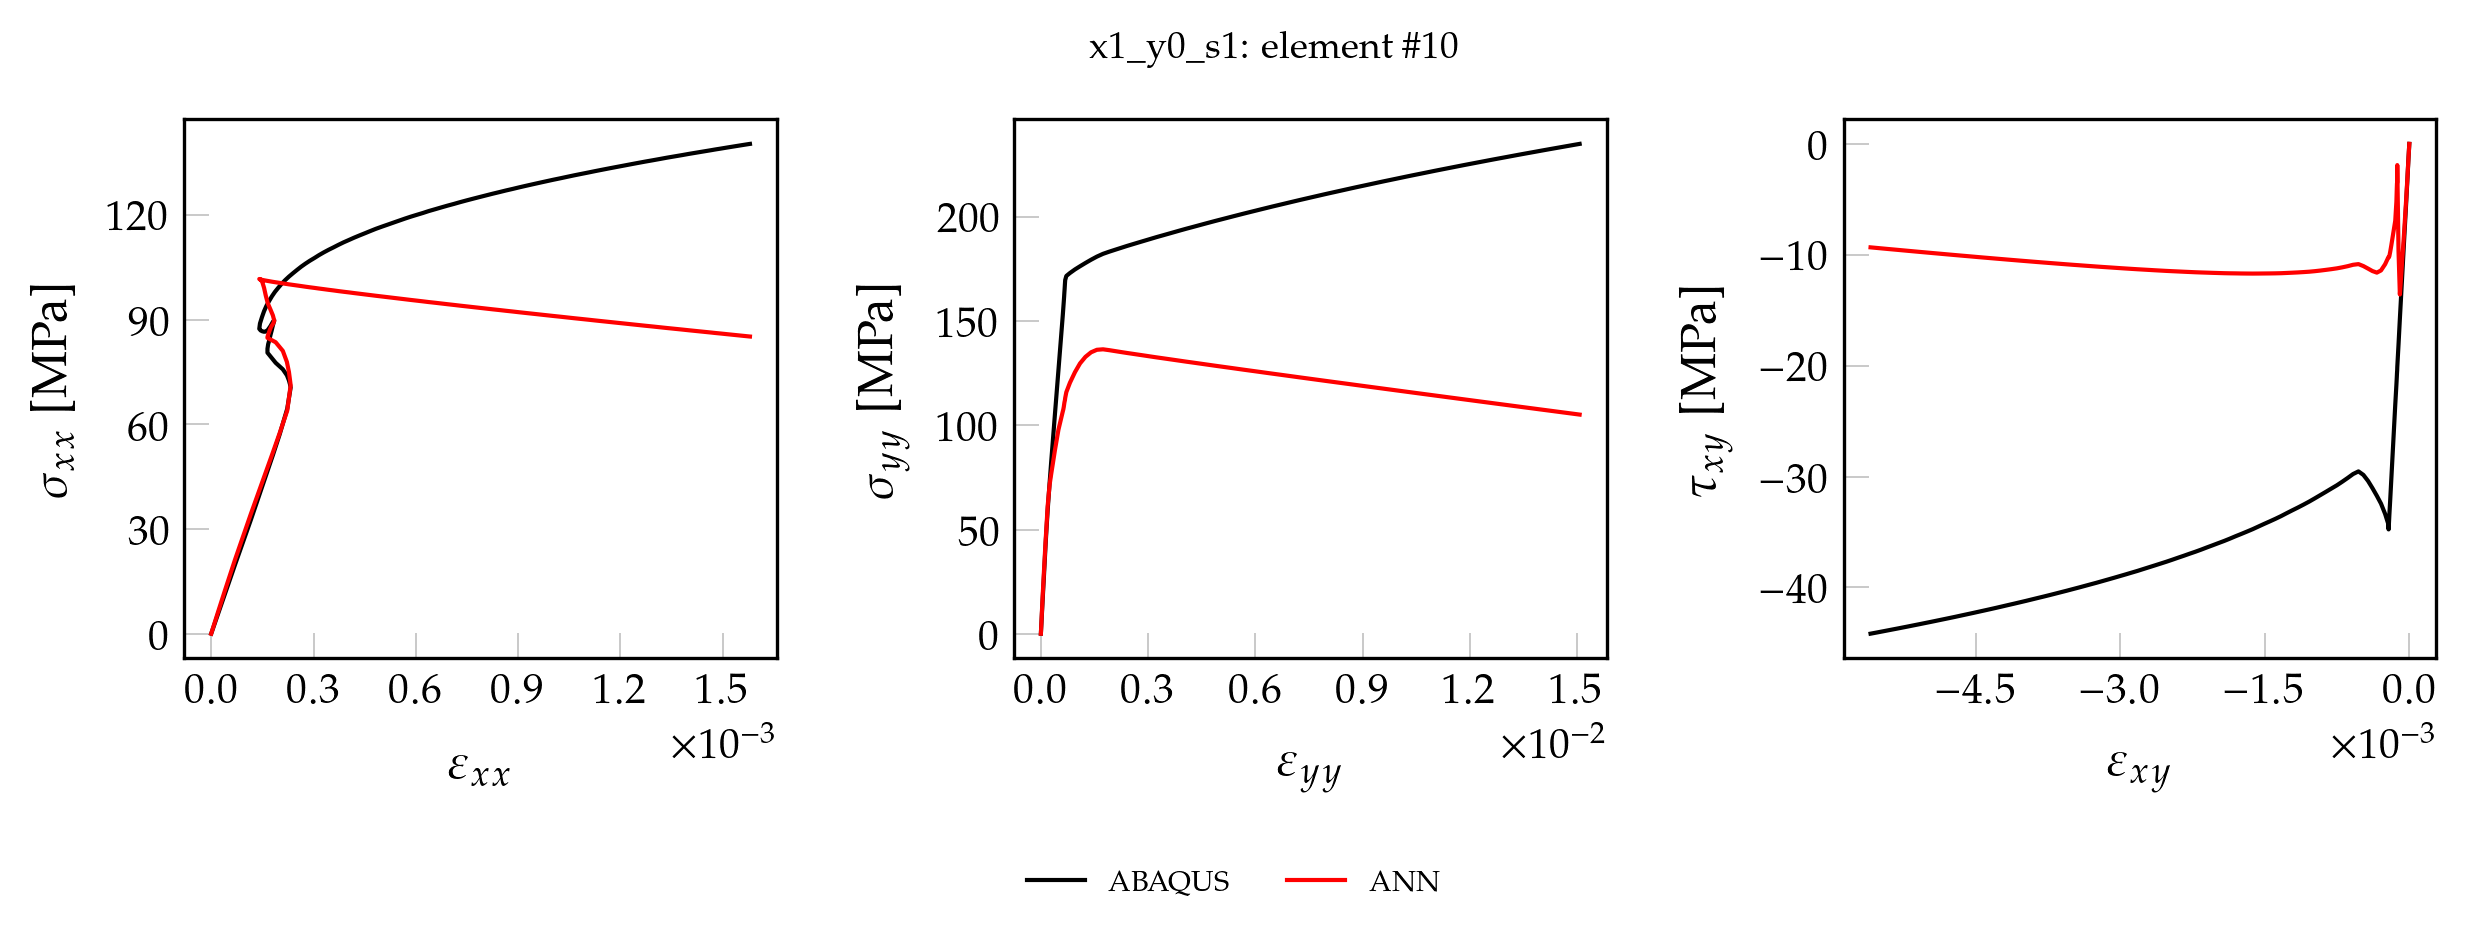 x1_y0_s1: element #10
σxx [MPa]
120
90
60
30
0
0.0 0.3 0.6 0.9 1.2 1.5
×10⁻³
εxx
σyy [MPa]
200
150
100
50
0
0.0 0.3 0.6 0.9 1.2 1.5
×10⁻²
εyy
τxy [MPa]
0
−10
−20
−30
−40
−4.5 −3.0 −1.5 0.0
×10⁻³
εxy
ABAQUS ANN